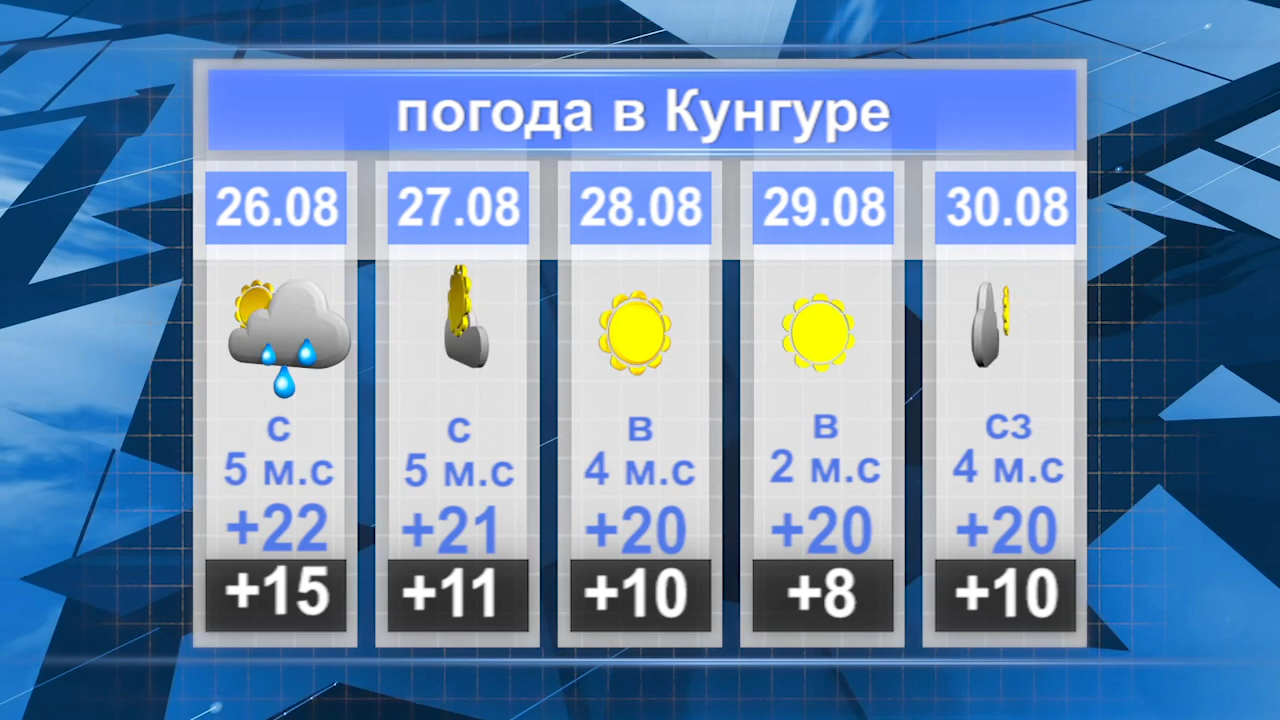 погода в Кунгуре
26.08 27.08 28.08 29.08 30.08
с с в в сз
5 м.с 5 м.с 4 м.с 2 м.с 4 м.с
+22 +21 +20 +20 +20
+15 +11 +10 +8 +10